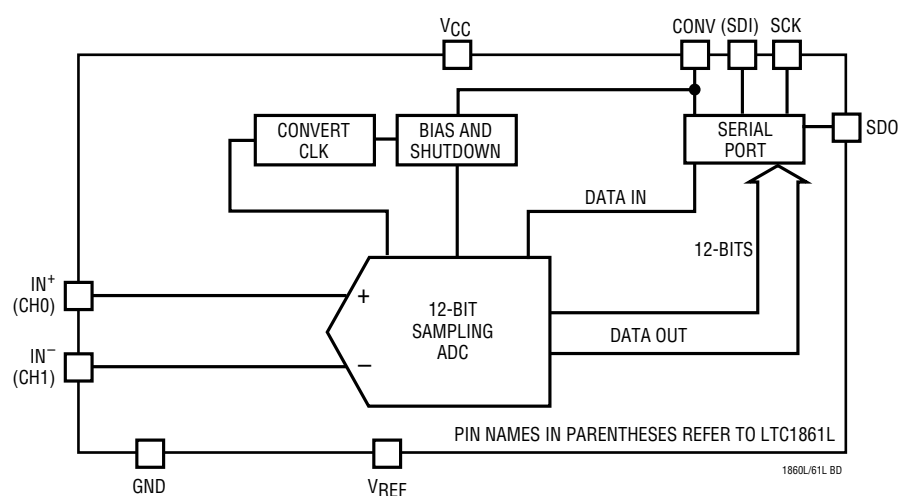 VCC
CONV (SDI) SCK
CONVERT
CLK
BIAS AND
SHUTDOWN
SERIAL
PORT
SDO
DATA IN
12-BITS
IN+
(CH0)
+
12-BIT
SAMPLING
ADC
DATA OUT
IN–
(CH1)
–
PIN NAMES IN PARENTHESES REFER TO LTC1861L
1860L/61L BD
GND
VREF